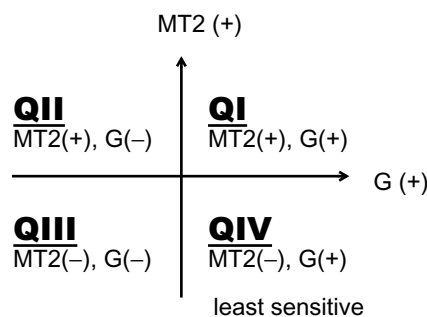 MT2 (+)
QII
MT2(+), G(−)
QI
MT2(+), G(+)
G (+)
QIII
MT2(−), G(−)
QIV
MT2(−), G(+)
least sensitive